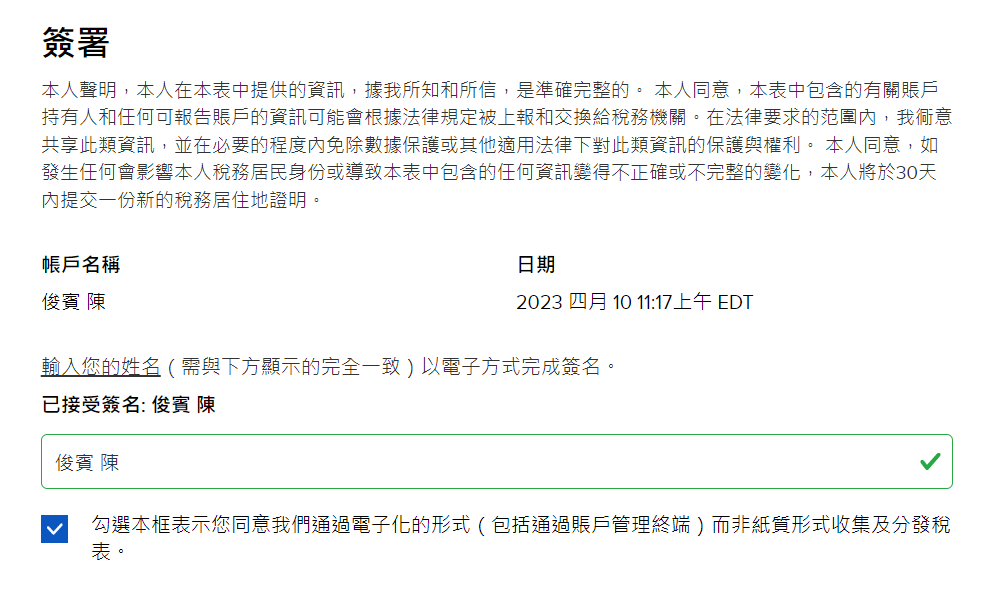 簽署
本人聲明，本人在本表中提供的資訊，據我所知和所信，是準確完整的。 本人同意，本表中包含的有關賬戶
持有人和任何可報告賬戶的資訊可能會根據法律規定被上報和交換給稅務機關。在法律要求的范圍內，我衕意
共享此類資訊，並在必要的程度內免除數據保護或其他適用法律下對此類資訊的保護與權利。 本人同意，如
發生任何會影響本人稅務居民身份或導致本表中包含的任何資訊變得不正確或不完整的變化，本人將於30天
內提交一份新的稅務居住地證明。
帳戶名稱
日期
俊賓 陳
2023 四月 10 11:17上午 EDT
輸入您的姓名（需與下方顯示的完全一致）以電子方式完成簽名。
已接受簽名: 俊賓 陳
俊賓 陳
勾選本框表示您同意我們通過電子化的形式（包括通過賬戶管理終端）而非紙質形式收集及分發稅
表。